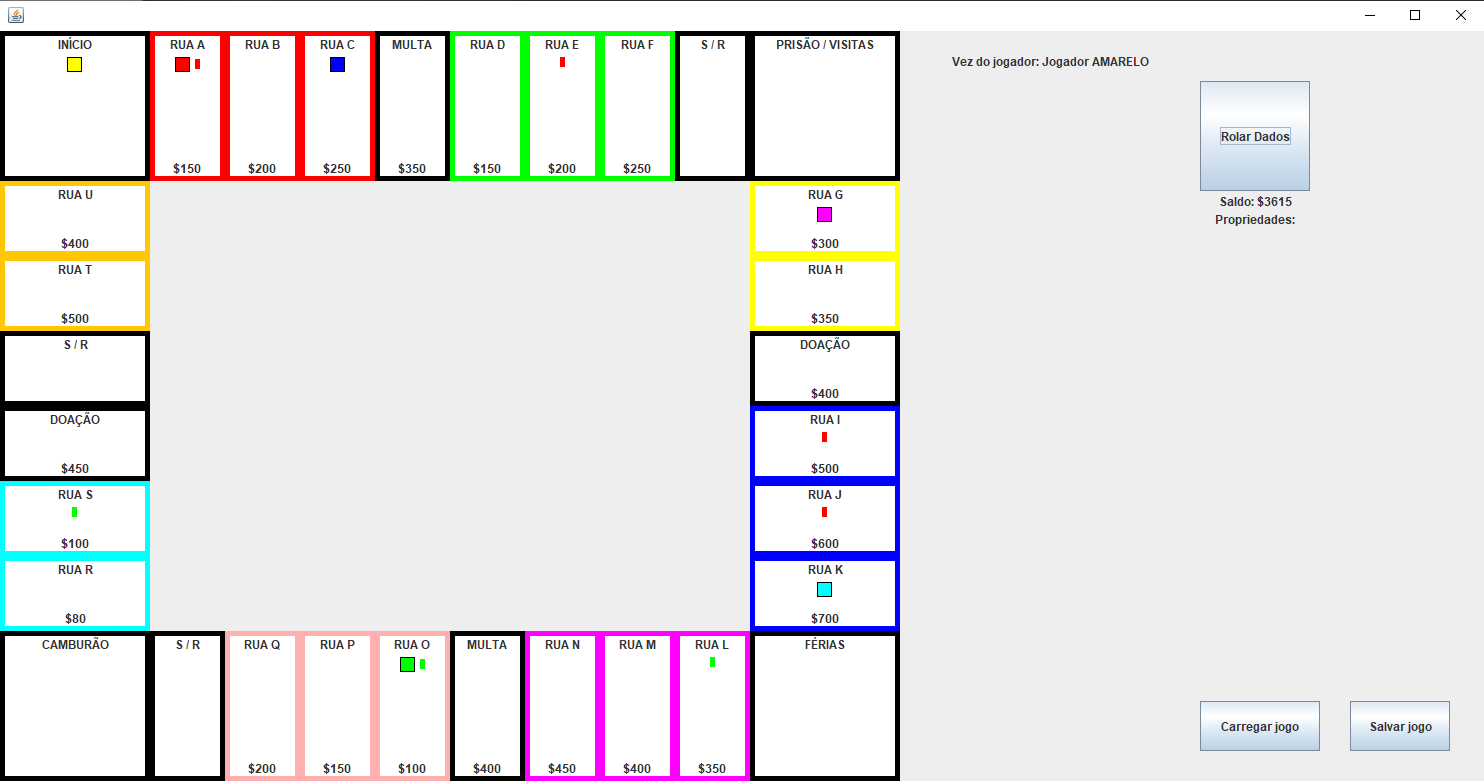 INÍCIO
RUA A
RUA B
RUA C
MULTA
RUA D
RUA E
RUA F
S / R
PRISÃO / VISITAS
$150
$200
$250
$350
$150
$200
$250
Vez do jogador: Jogador AMARELO
Rolar Dados
Saldo: $3615
Propriedades:
RUA U
$400
RUA G
$300
RUA T
$500
RUA H
$350
S / R
DOAÇÃO
$400
DOAÇÃO
$450
RUA I
$500
RUA S
$100
RUA J
$600
RUA R
$80
RUA K
$700
CAMBURÃO
S / R
RUA Q
RUA P
RUA O
MULTA
RUA N
RUA M
RUA L
FÉRIAS
$200
$150
$100
$400
$450
$400
$350
Carregar jogo
Salvar jogo